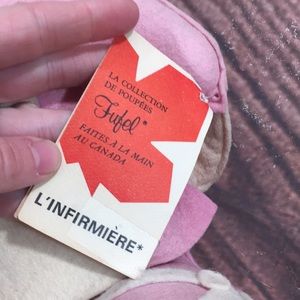 LA COLLECTION
DE POUPÉES
Fufel*
FAITES À LA MAIN
AU CANADA
L'INFIRMIÈRE*